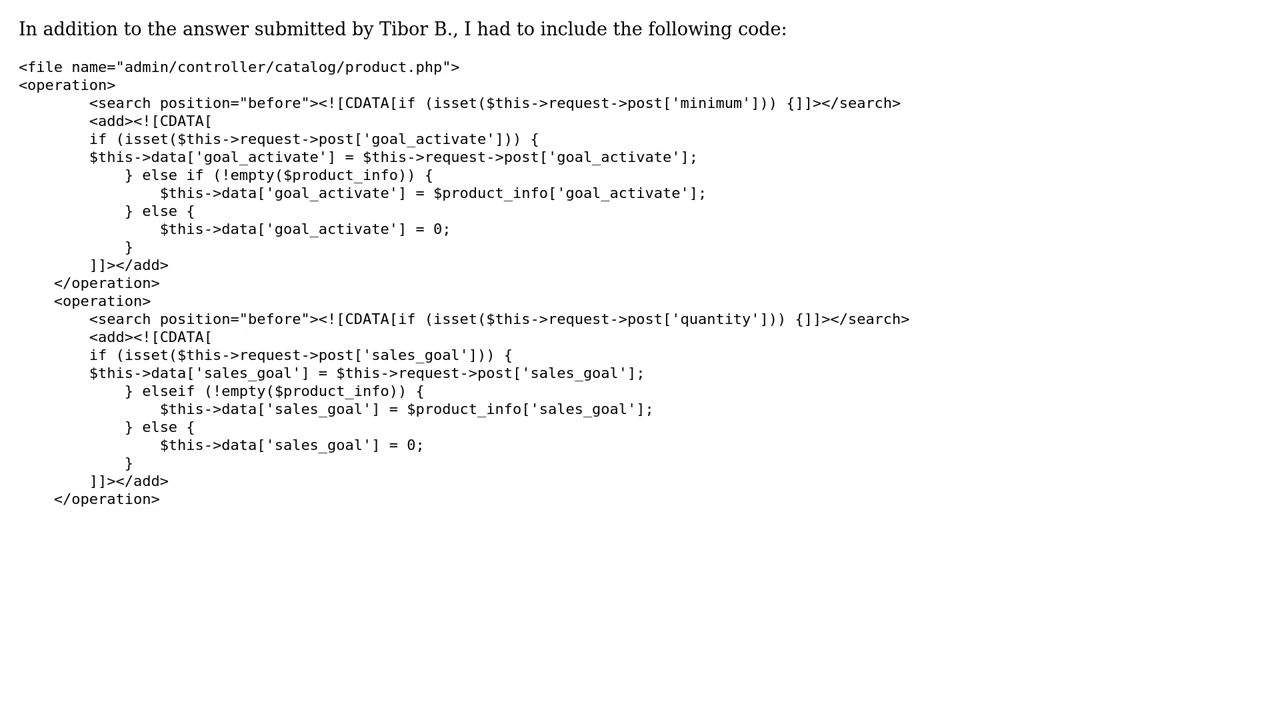 In addition to the answer submitted by Tibor B., I had to include the following code:
<file name="admin/controller/catalog/product.php">
<operation>
        <search position="before"><![CDATA[if (isset($this->request->post['minimum'])) {]]></search>
        <add><![CDATA[
        if (isset($this->request->post['goal_activate'])) {
        $this->data['goal_activate'] = $this->request->post['goal_activate'];
            } else if (!empty($product_info)) {
                $this->data['goal_activate'] = $product_info['goal_activate'];
            } else {
                $this->data['goal_activate'] = 0;
            }
        ]]></add>
    </operation>
    <operation>
        <search position="before"><![CDATA[if (isset($this->request->post['quantity'])) {]]></search>
        <add><![CDATA[
        if (isset($this->request->post['sales_goal'])) {
        $this->data['sales_goal'] = $this->request->post['sales_goal'];
            } elseif (!empty($product_info)) {
                $this->data['sales_goal'] = $product_info['sales_goal'];
            } else {
                $this->data['sales_goal'] = 0;
            }
        ]]></add>
    </operation>